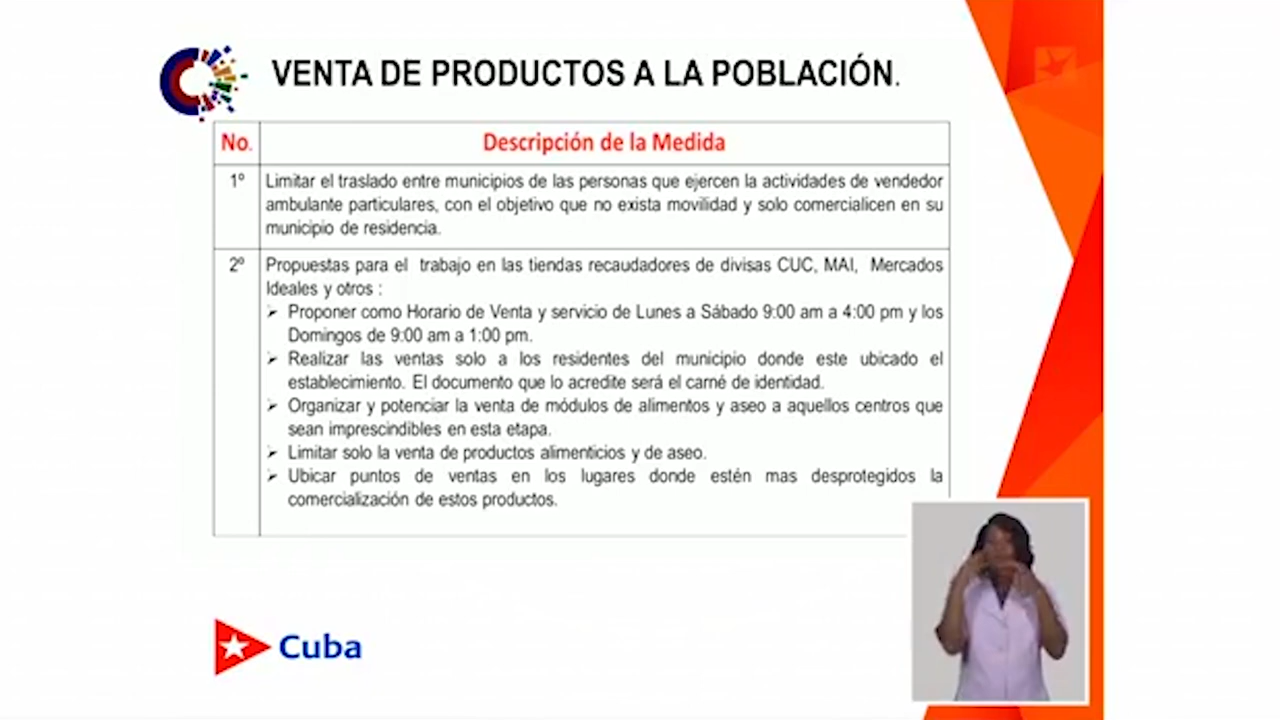 VENTA DE PRODUCTOS A LA POBLACIÓN.
No. Descripción de la Medida
1º Limitar el traslado entre municipios de las personas que ejercen la actividades de vendedor
ambulante particulares, con el objetivo que no exista movilidad y solo comercialicen en su
municipio de residencia.
2º Propuestas para el trabajo en las tiendas recaudadores de divisas CUC, MAI, Mercados
Ideales y otros :
➢ Proponer como Horario de Venta y servicio de Lunes a Sábado 9:00 am a 4:00 pm y los
Domingos de 9:00 am a 1:00 pm.
➢ Realizar las ventas solo a los residentes del municipio donde este ubicado el
establecimiento. El documento que lo acredite será el carné de identidad.
➢ Organizar y potenciar la venta de módulos de alimentos y aseo a aquellos centros que
sean imprescindibles en esta etapa.
➢ Limitar solo la venta de productos alimenticios y de aseo.
➢ Ubicar puntos de ventas en los lugares donde estén mas desprotegidos la
comercialización de estos productos.
Cuba